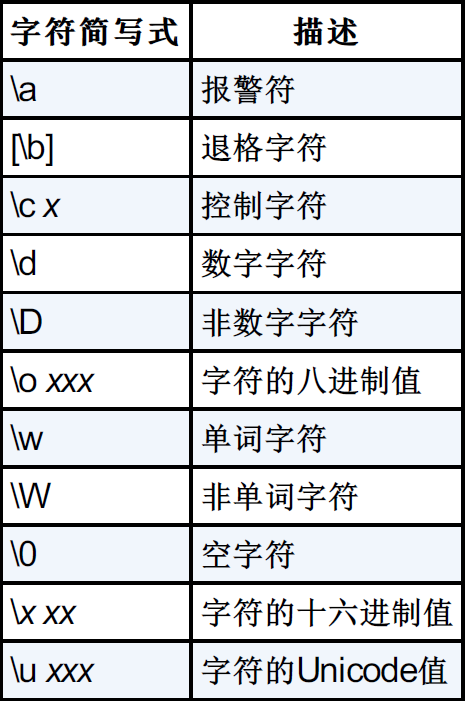 字符简写式 描述
\a 报警符
[\b] 退格字符
\c x 控制字符
\d 数字字符
\D 非数字字符
\o xxx 字符的八进制值
\w 单词字符
\W 非单词字符
\0 空字符
\x xx 字符的十六进制值
\u xxx 字符的Unicode值